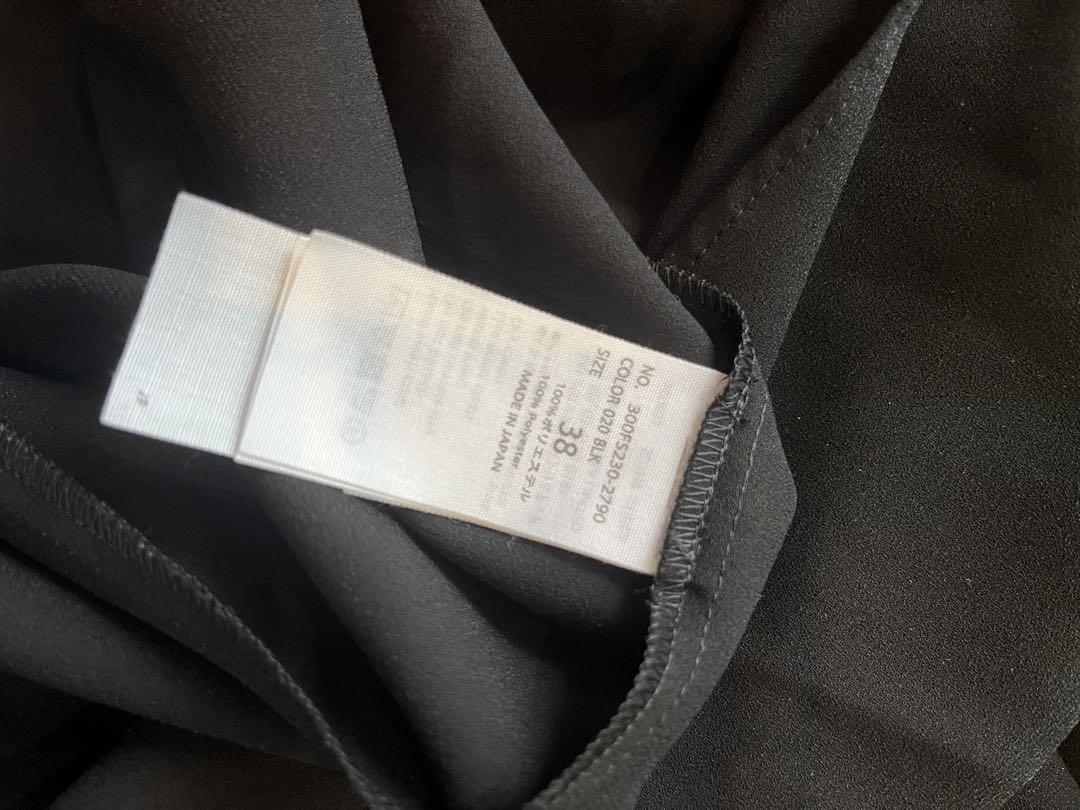 NO. 300FS230-2790
COLOR 020 BLK
SIZE 38
100% ポリエステル
100% Polyester
MADE IN JAPAN